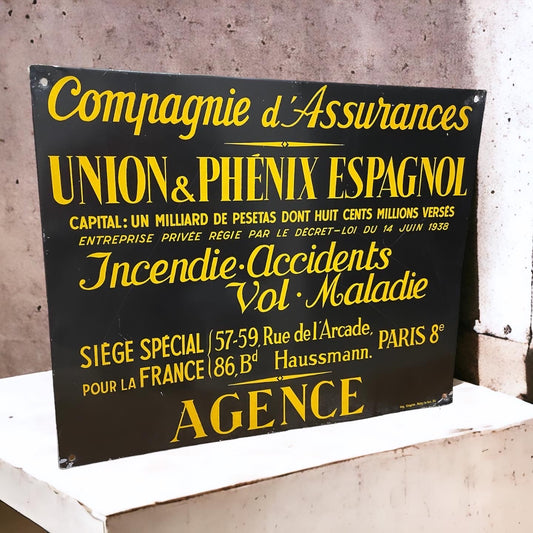 Compagnie d'Assurances
UNION & PHÉNIX ESPAGNOL
CAPITAL: UN MILLIARD DE PESETAS DONT HUIT CENTS MILLIONS VERSÉS
ENTREPRISE PRIVÉE RÉGIE PAR LE DÉCRET-LOI DU 14 JUIN 1938
Incendie·Accidents
Vol·Maladie
SIÈGE SPÉCIAL
POUR LA FRANCE
57-59, Rue de l'Arcade,
86, Bd Haussmann.
PARIS 8e
AGENCE